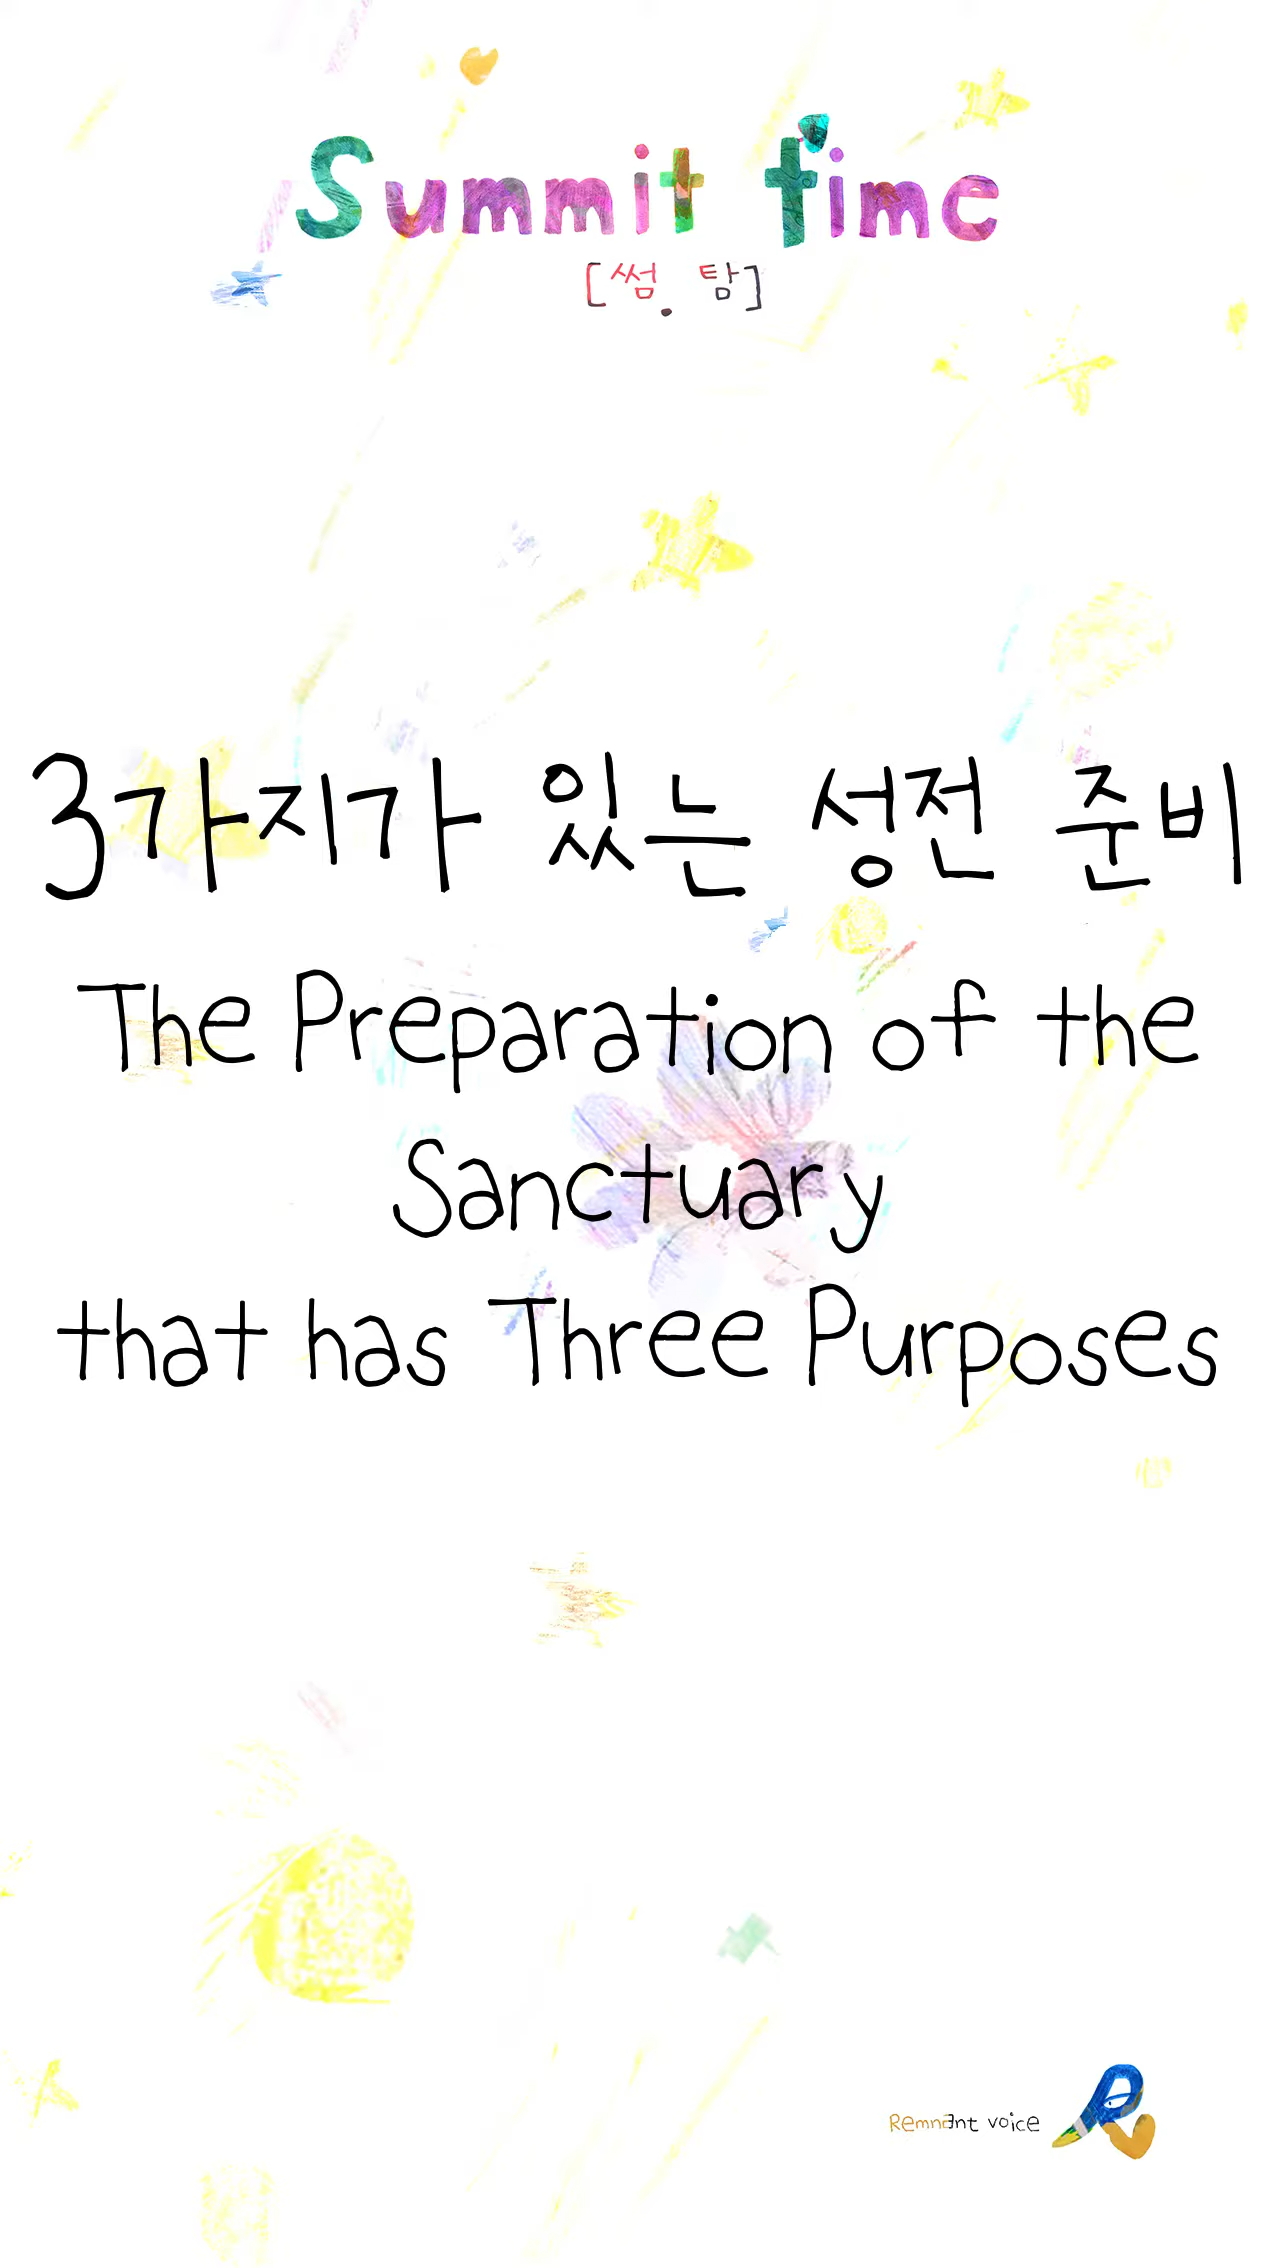 Summit time
[썸. 탐]
3가지가 있는 성전 준비
The Preparation of the
Sanctuary
that has Three Purposes
Remnant voice